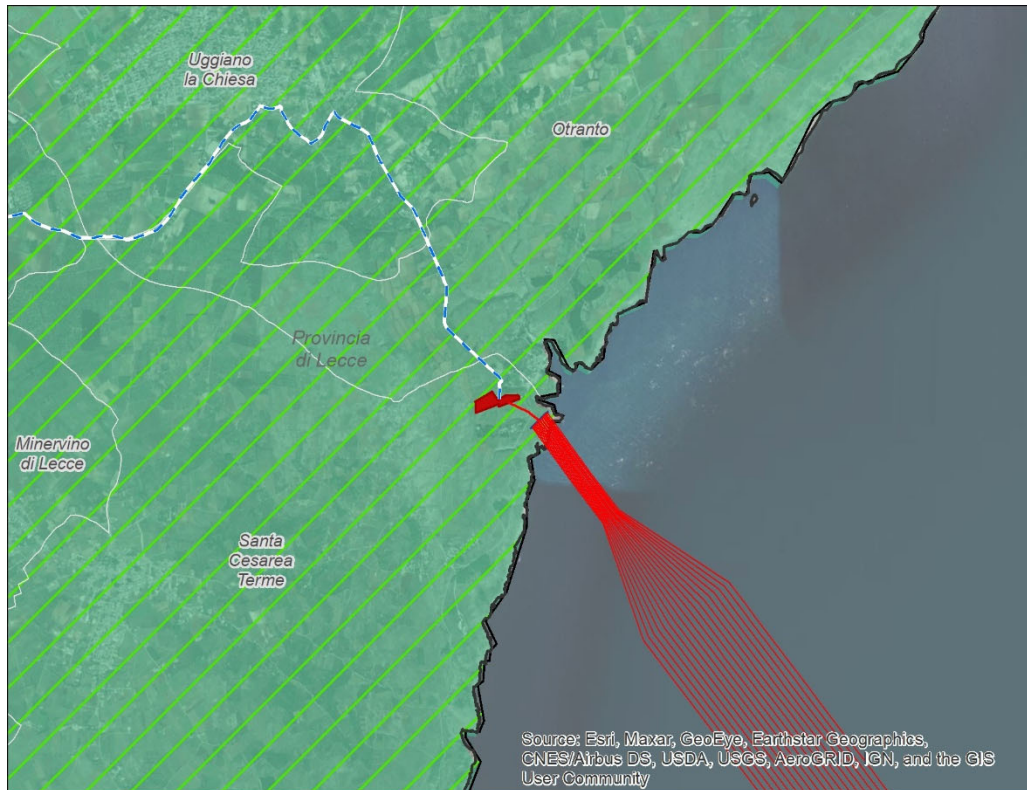 Uggiano
la Chiesa
Otranto
Provincia
di Lecce
Minervino
di Lecce
Santa
Cesarea
Terme
Source: Esri, Maxar, GeoEye, Earthstar Geographics,
CNES/Airbus DS, USDA, USGS, AeroGRID, IGN, and the GIS
User Community